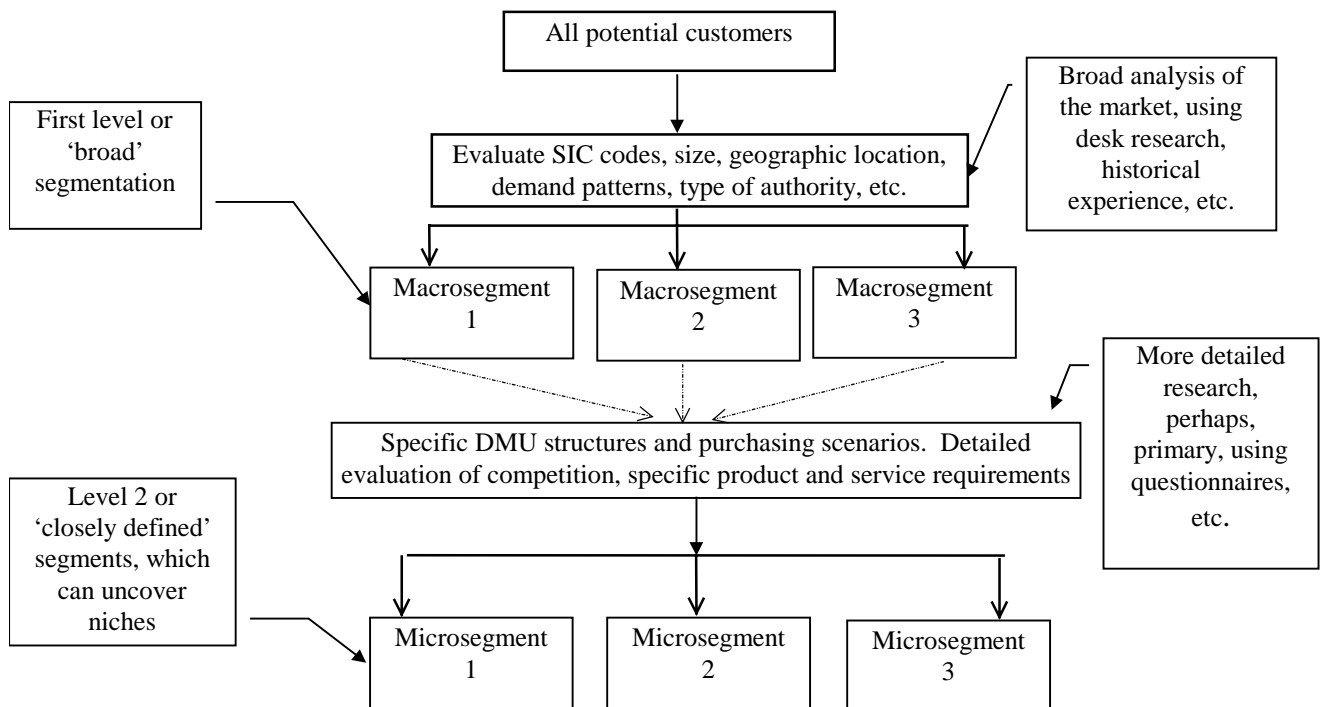 All potential customers
Broad analysis of
the market, using
desk research,
historical
experience, etc.
First level or
‘broad’
segmentation
Evaluate SIC codes, size, geographic location,
demand patterns, type of authority, etc.
Macrosegment
1
Macrosegment
2
Macrosegment
3
More detailed
research,
perhaps,
primary, using
questionnaires,
etc.
Specific DMU structures and purchasing scenarios.  Detailed
evaluation of competition, specific product and service requirements
Level 2 or
‘closely defined’
segments, which
can uncover
niches
Microsegment
1
Microsegment
2
Microsegment
3